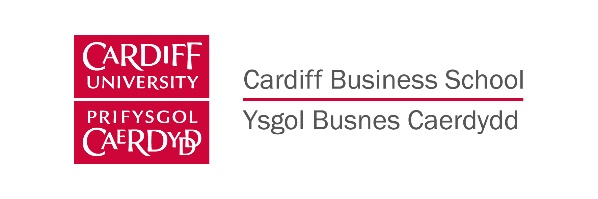 CARDIFF
UNIVERSITY
PRIFYSGOL
CAERDYDD
Cardiff Business School
Ysgol Busnes Caerdydd